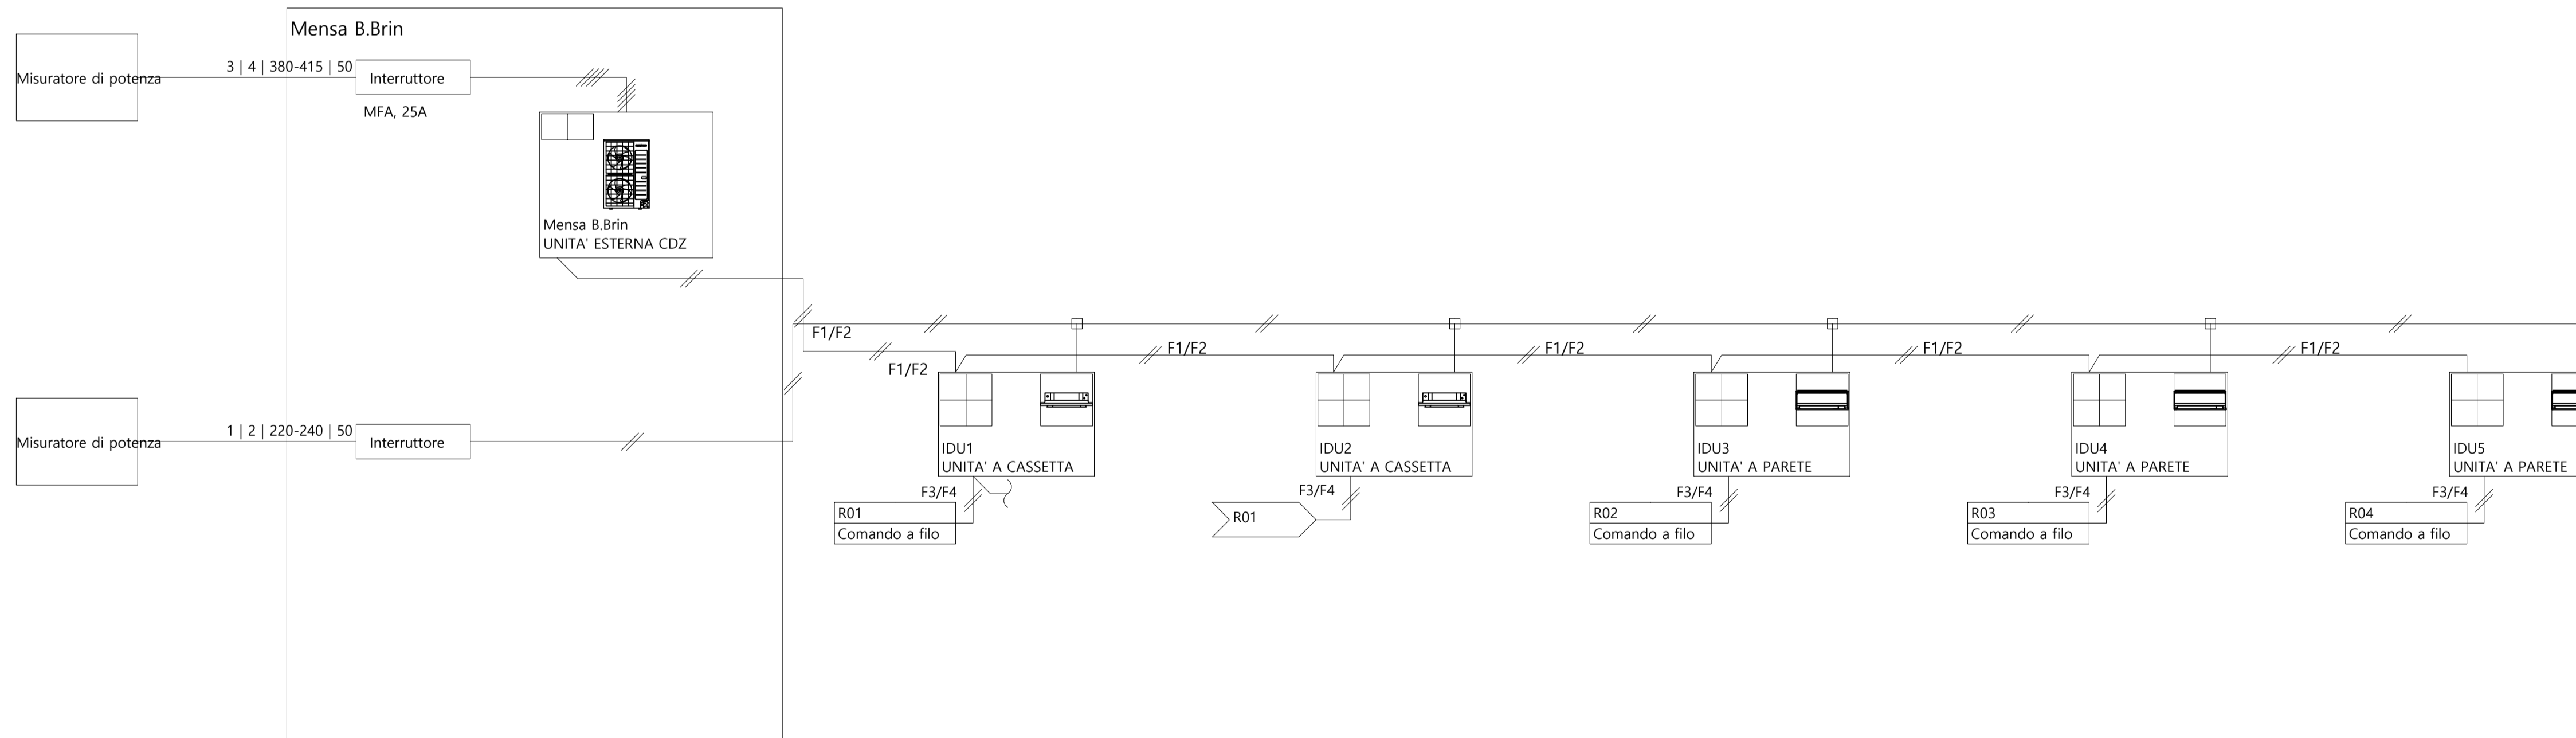 Mensa B.Brin
Misuratore di potenza
3 | 4 | 380-415 | 50
Interruttore
MFA, 25A
Mensa B.Brin
UNITA' ESTERNA CDZ
F1/F2
F1/F2
F1/F2
F1/F2
F1/F2
F1/F2
Misuratore di potenza
1 | 2 | 220-240 | 50
Interruttore
IDU1
UNITA' A CASSETTA
IDU2
UNITA' A CASSETTA
IDU3
UNITA' A PARETE
IDU4
UNITA' A PARETE
IDU5
UNITA' A PARETE
F3/F4
R01
Comando a filo
F3/F4
R01
F3/F4
R02
Comando a filo
F3/F4
R03
Comando a filo
F3/F4
R04
Comando a filo